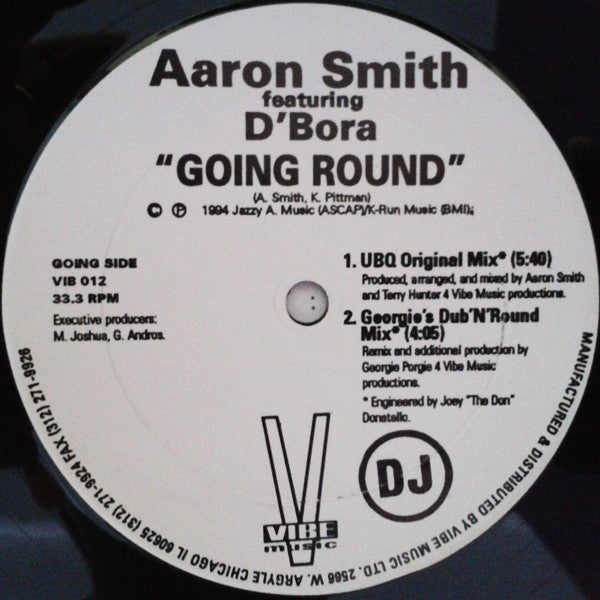 Aaron Smith
featuring
D'Bora
"GOING ROUND"
(A. Smith, K. Pittman)
© ℗ 1994 Jazzy A. Music (ASCAP)/K-Run Music (BMI);
GOING SIDE
VIB 012
33.3 RPM
Executive producers:
M. Joshua, G. Andros.
1. UBQ Original Mix* (5:40)
Produced, arranged, and mixed by Aaron Smith
and Terry Hunter 4 Vibe Music productions.
2. Georgie's Dub'N'Round
Mix* (4:05)
Remix and additional production by
Georgie Porgie 4 Vibe Music
productions.
* Engineered by Joey "The Don"
Donatello.
V
VIBE
music
DJ
MANUFACTURED & DISTRIBUTED BY VIBE MUSIC LTD. 2566 W. ARGYLE CHICAGO IL 60625 (312) 271-9924 FAX (312) 271-9926